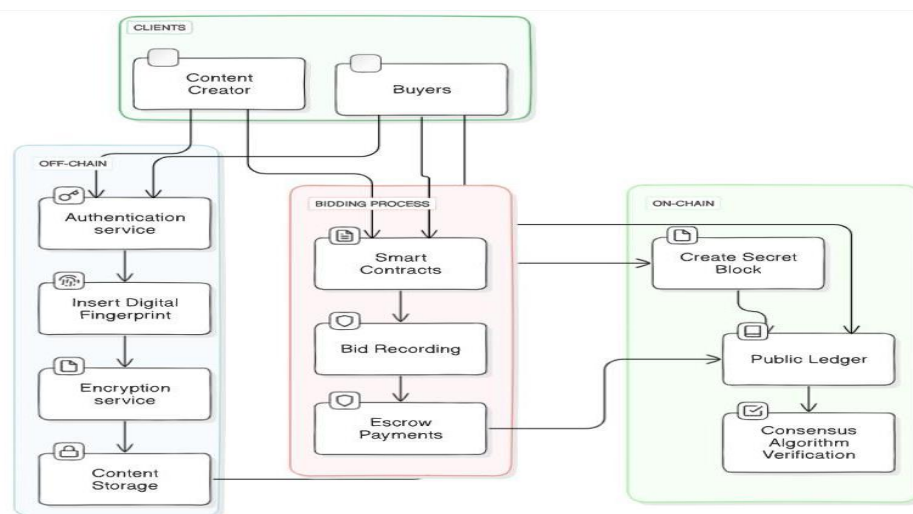 CLIENTS
Content
Creator
Buyers
OFF-CHAIN
Authentication
service
Insert Digital
Fingerprint
Encryption
service
Content
Storage
BIDDING PROCESS
Smart
Contracts
Bid Recording
Escrow
Payments
ON-CHAIN
Create Secret
Block
Public Ledger
Consensus
Algorithm
Verification